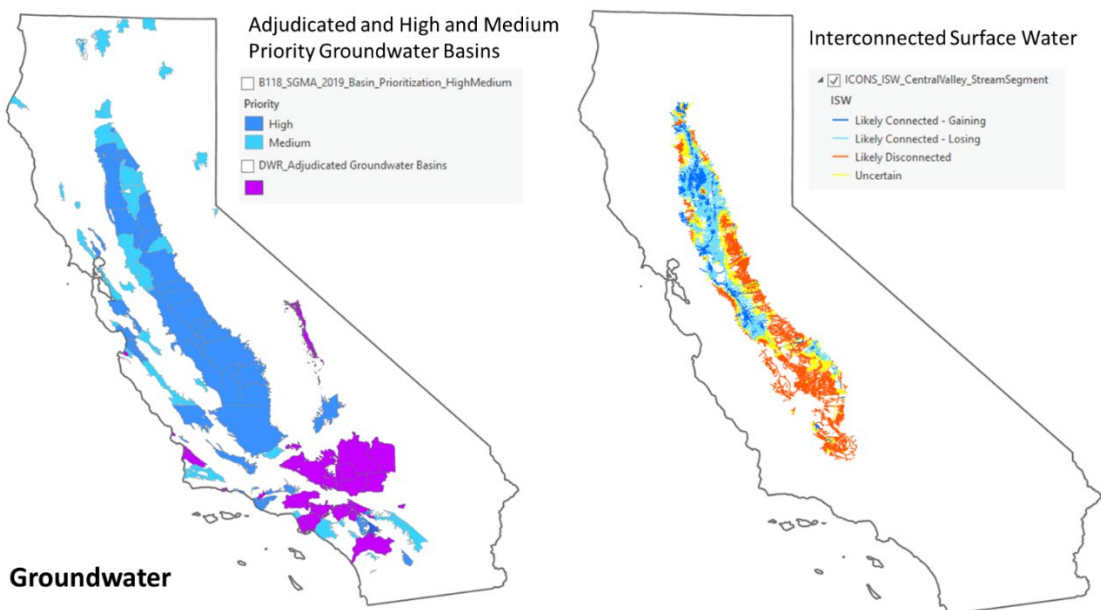 Adjudicated and High and Medium
Priority Groundwater Basins
B118_SGMA_2019_Basin_Prioritization_HighMedium
Priority
High
Medium
DWR_Adjudicated Groundwater Basins
Groundwater
Interconnected Surface Water
ICONS_ISW_CentralValley_StreamSegment
ISW
Likely Connected - Gaining
Likely Connected - Losing
Likely Disconnected
Uncertain